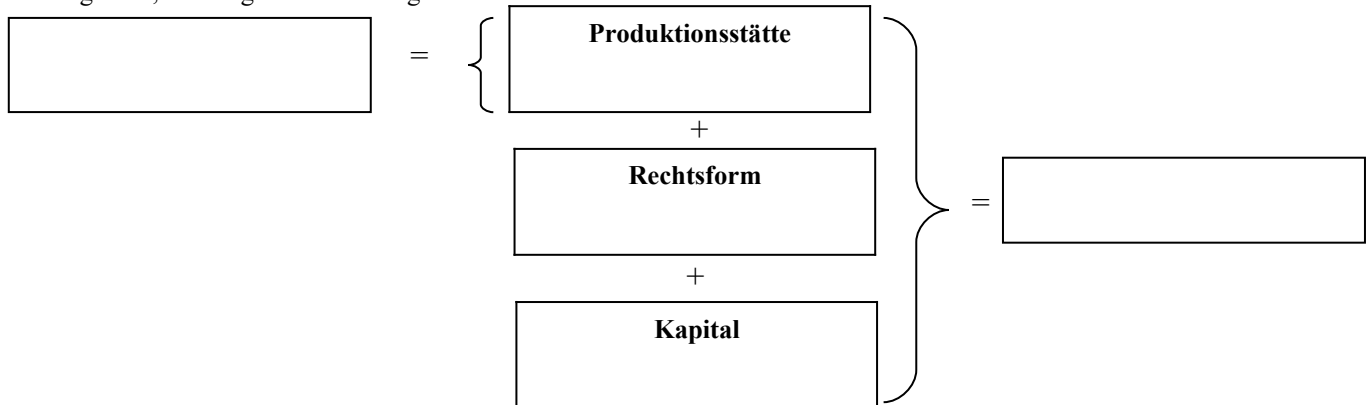 =
Produktionsstätte
+
Rechtsform
=
+
Kapital